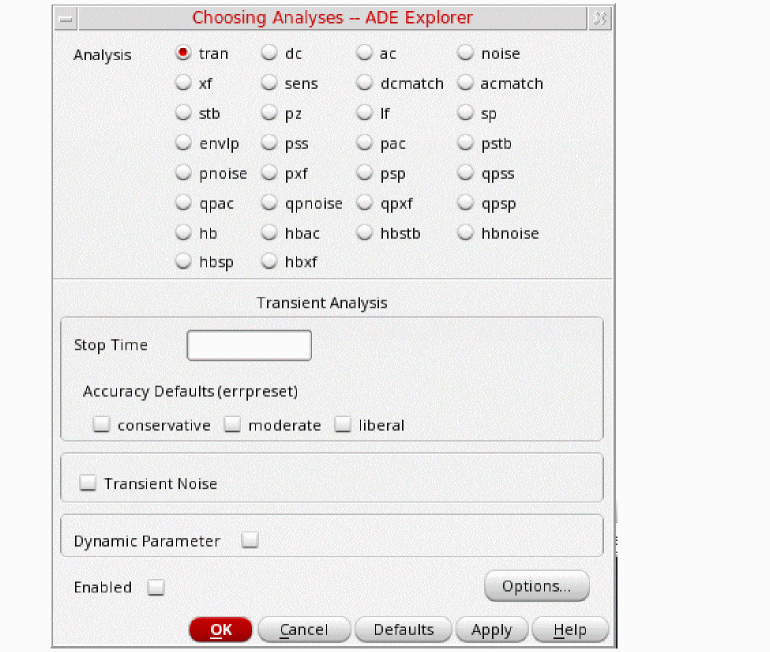 Choosing Analyses -- ADE Explorer
Analysis tran dc ac noise
xf sens dcmatch acmatch
stb pz lf sp
envlp pss pac pstb
pnoise pxf psp qpss
qpac qpnoise qpxf qpsp
hb hbac hbstb hbnoise
hbsp hbxf
Transient Analysis
Stop Time
Accuracy Defaults (errpreset)
conservative moderate liberal
Transient Noise
Dynamic Parameter
Enabled Options...
OK Cancel Defaults Apply Help